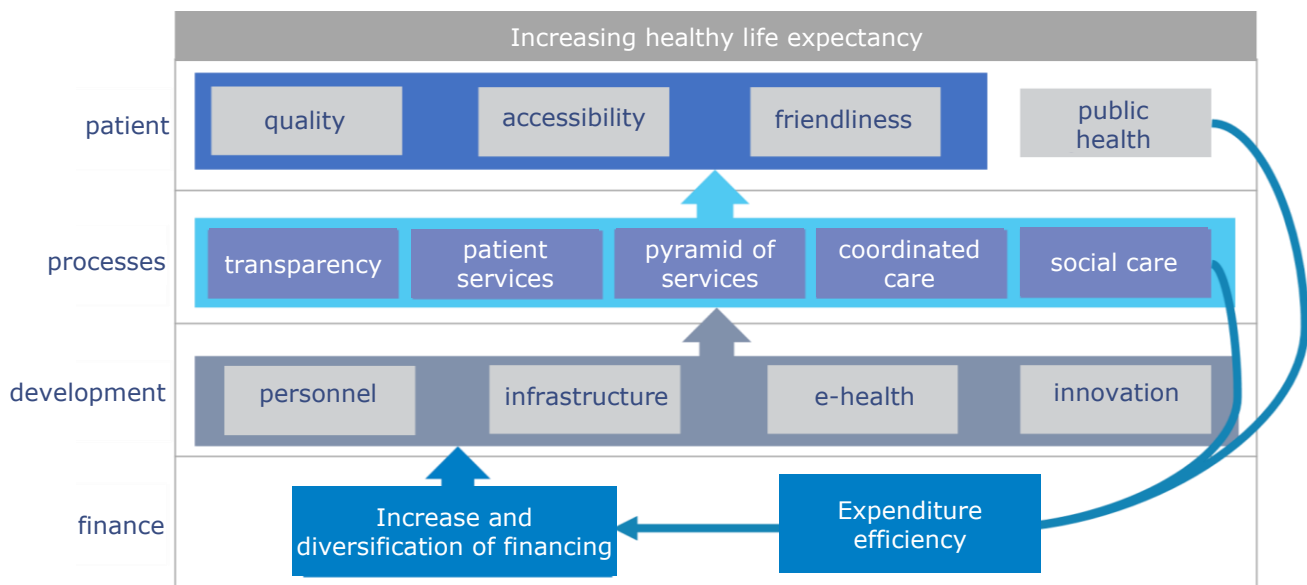 Increasing healthy life expectancy
patient
quality
accessibility
friendliness
public
health
processes
transparency
patient
services
pyramid of
services
coordinated
care
social care
development
personnel
infrastructure
e-health
innovation
finance
Increase and
diversification of financing
Expenditure
efficiency